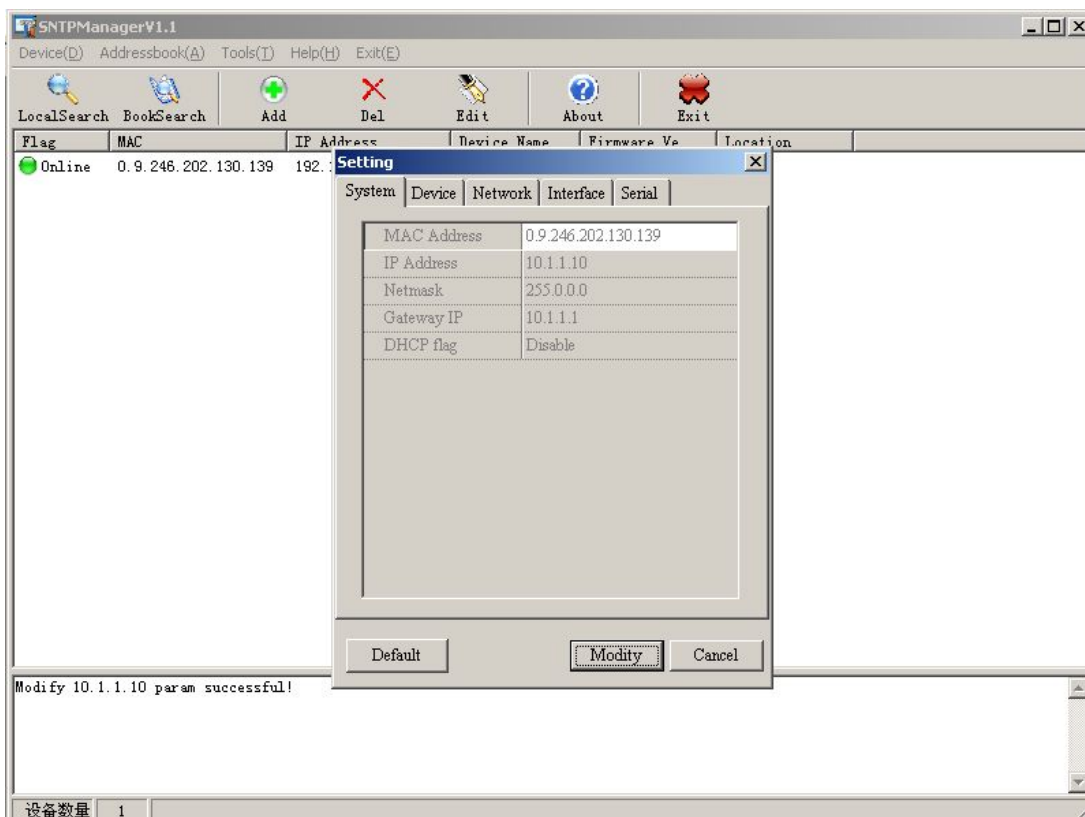 SNTPManagerV1.1
Device(D) Addressbook(A) Tools(T) Help(H) Exit(E)
LocalSearch BookSearch Add Del Edit About Exit
Flag MAC IP Address Device Name Firmware Ve Location
Online 0.9.246.202.130.139 192.
Setting
System Device Network Interface Serial
MAC Address 0.9.246.202.130.139
IP Address 10.1.1.10
Netmask 255.0.0.0
Gateway IP 10.1.1.1
DHCP flag Disable
Default Modity Cancel
Modify 10.1.1.10 param successful!
设备数量 1